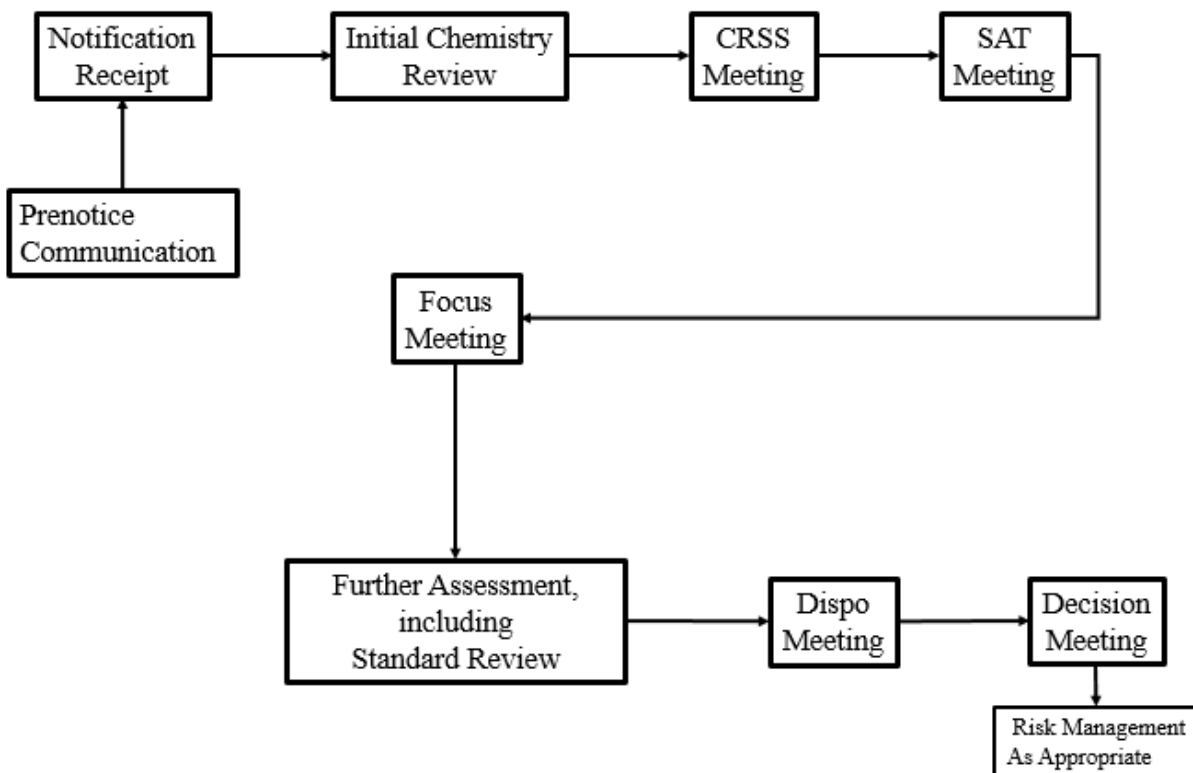 Notification
Receipt
Initial Chemistry
Review
CRSS
Meeting
SAT
Meeting
Prenotice
Communication
Focus
Meeting
Further Assessment,
including
Standard Review
Dispo
Meeting
Decision
Meeting
Risk Management
As Appropriate